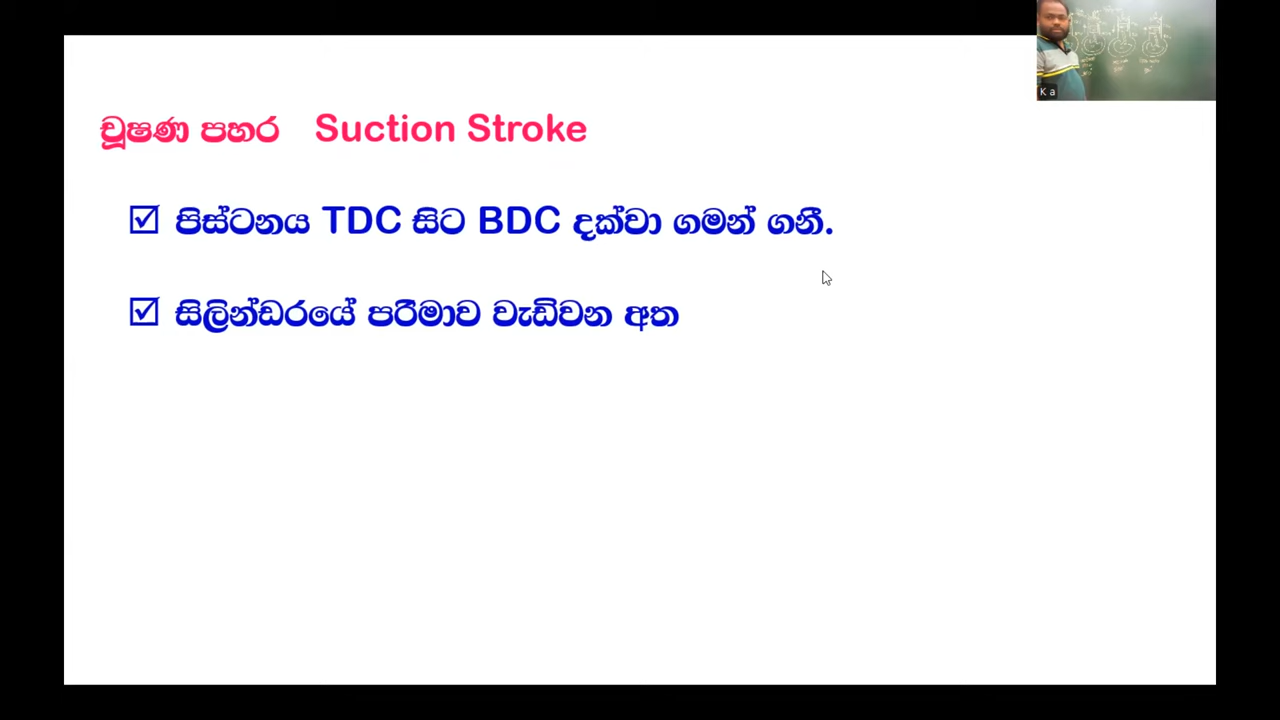 චූෂණ පහර Suction Stroke
පිස්ටනය TDC සිට BDC දක්වා ගමන් ගනී.
සිලින්ඩරයේ පරිමාව වැඩිවන අත
K a